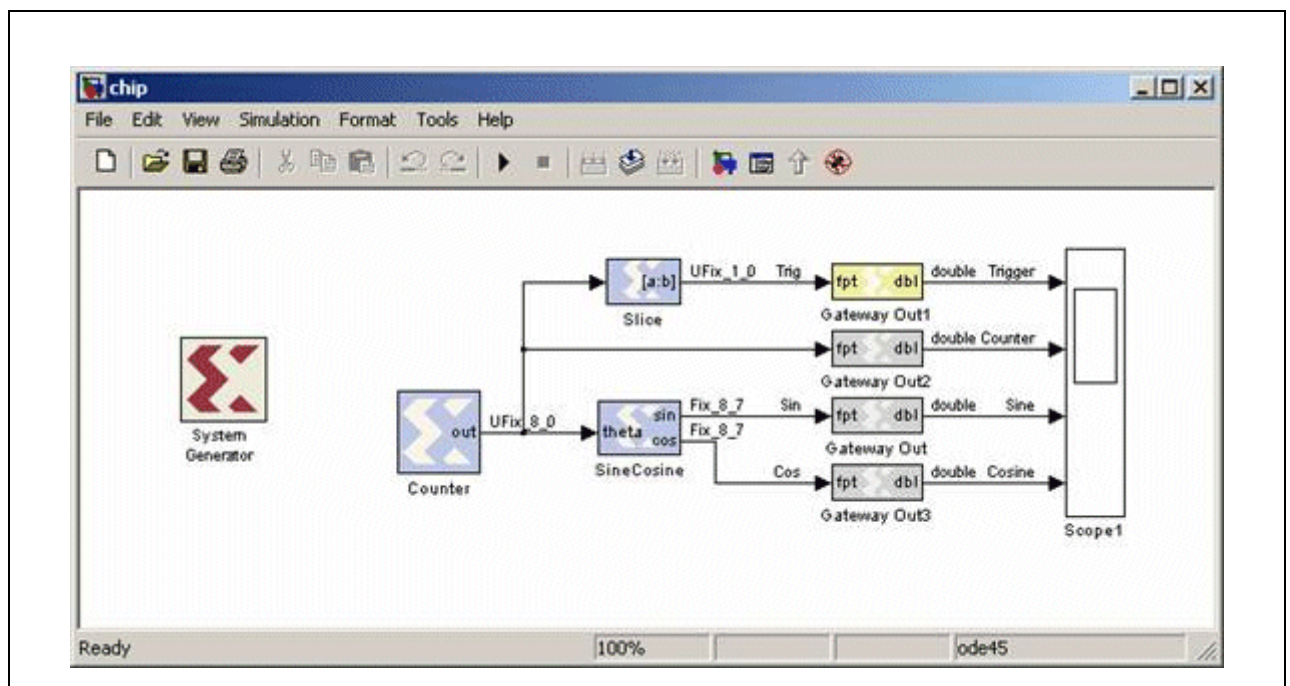 chip
File Edit View Simulation Format Tools Help
[a:b]
Slice
UFix_1_0 Trig
fpt dbl
Gateway Out1
double Trigger
fpt dbl
Gateway Out2
double Counter
System
Generator
out
Counter
UFix_8_0
theta sin
cos
SineCosine
Fix_8_7 Sin
Fix_8_7
Cos
fpt dbl
Gateway Out
double Sine
fpt dbl
Gateway Out3
double Cosine
Scope1
Ready 100% ode45